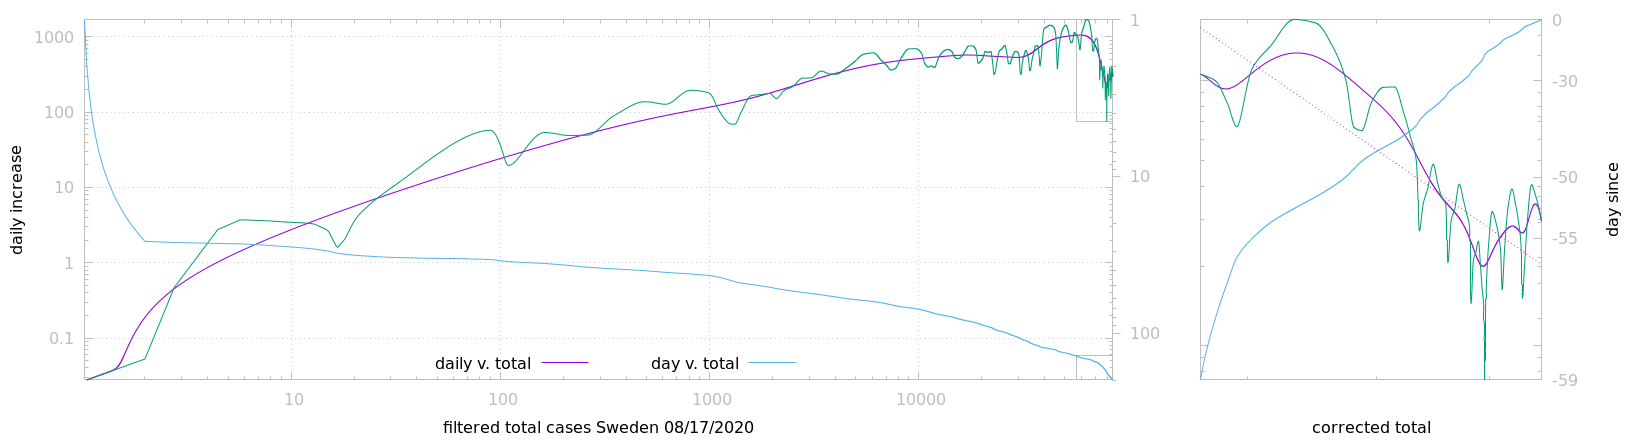 1000
100
10
1
0.1
daily increase
daily v. total
day v. total
10
100
1000
10000
filtered total cases Sweden 08/17/2020
1
10
100
0
-30
-50
-55
-59
day since
corrected total